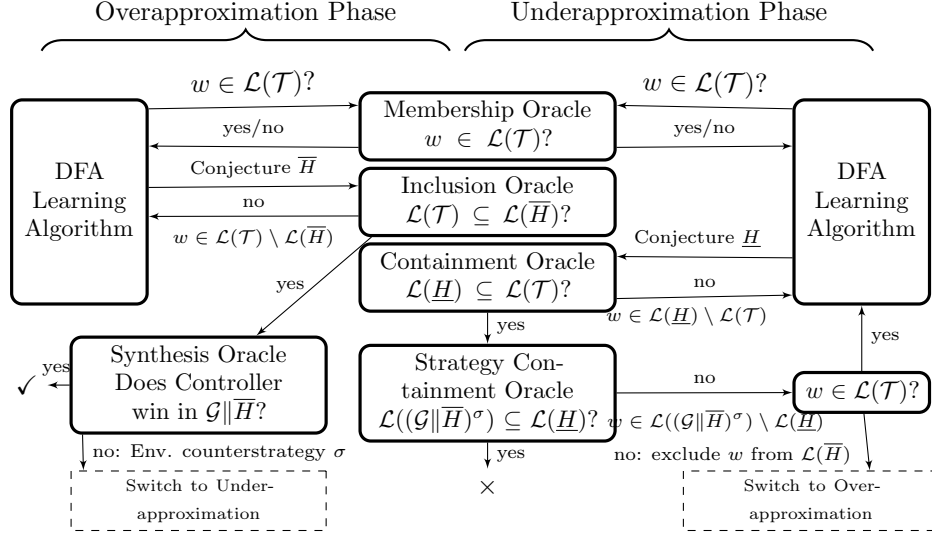 Overapproximation Phase
Underapproximation Phase
w ∈ L(T)?
w ∈ L(T)?
Membership Oracle
w ∈ L(T)?
yes/no
yes/no
DFA
Learning
Algorithm
DFA
Learning
Algorithm
Conjecture H̅
Inclusion Oracle
L(T) ⊆ L(H̅)?
no
w ∈ L(T) \ L(H̅)
Conjecture H̲
Containment Oracle
L(H̲) ⊆ L(T)?
no
w ∈ L(H̲) \ L(T)
yes
yes
yes
Synthesis Oracle
Does Controller
win in G∥H̅?
yes
✓
Strategy Con-
tainment Oracle
L((G∥H̅)^σ) ⊆ L(H̲)?
no
w ∈ L((G∥H̅)^σ) \ L(H̲)
w ∈ L(T)?
no: Env. counterstrategy σ
yes
no: exclude w from L(H̅)
Switch to Under-
approximation
×
Switch to Over-
approximation